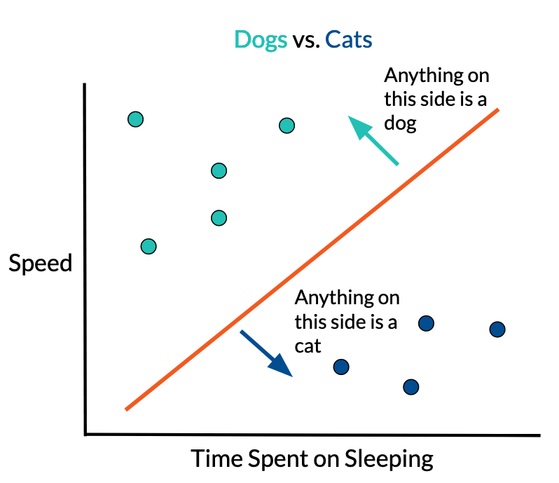 Dogs vs. Cats
Anything on
this side is a
dog
Speed
Anything on
this side is a
cat
Time Spent on Sleeping